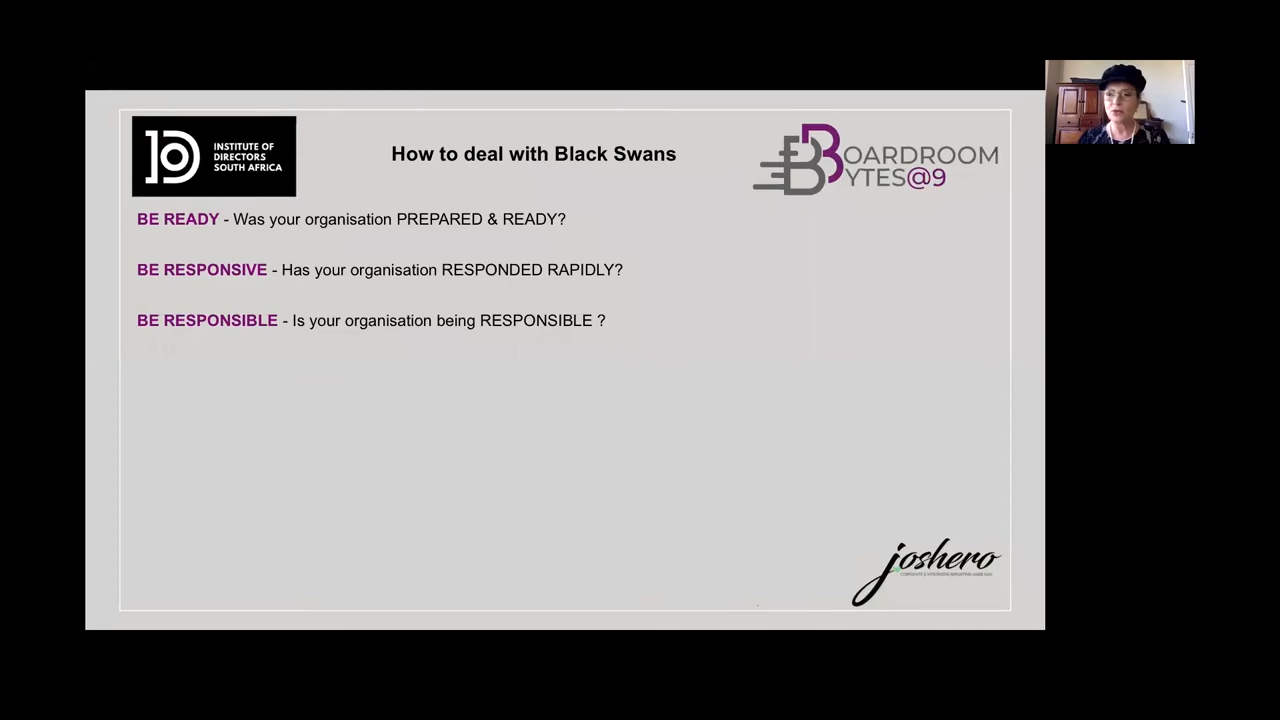 INSTITUTE OF
DIRECTORS
SOUTH AFRICA
How to deal with Black Swans
BOARDROOM
BYTES@9
BE READY - Was your organisation PREPARED & READY?
BE RESPONSIVE - Has your organisation RESPONDED RAPIDLY?
BE RESPONSIBLE - Is your organisation being RESPONSIBLE ?
joshero